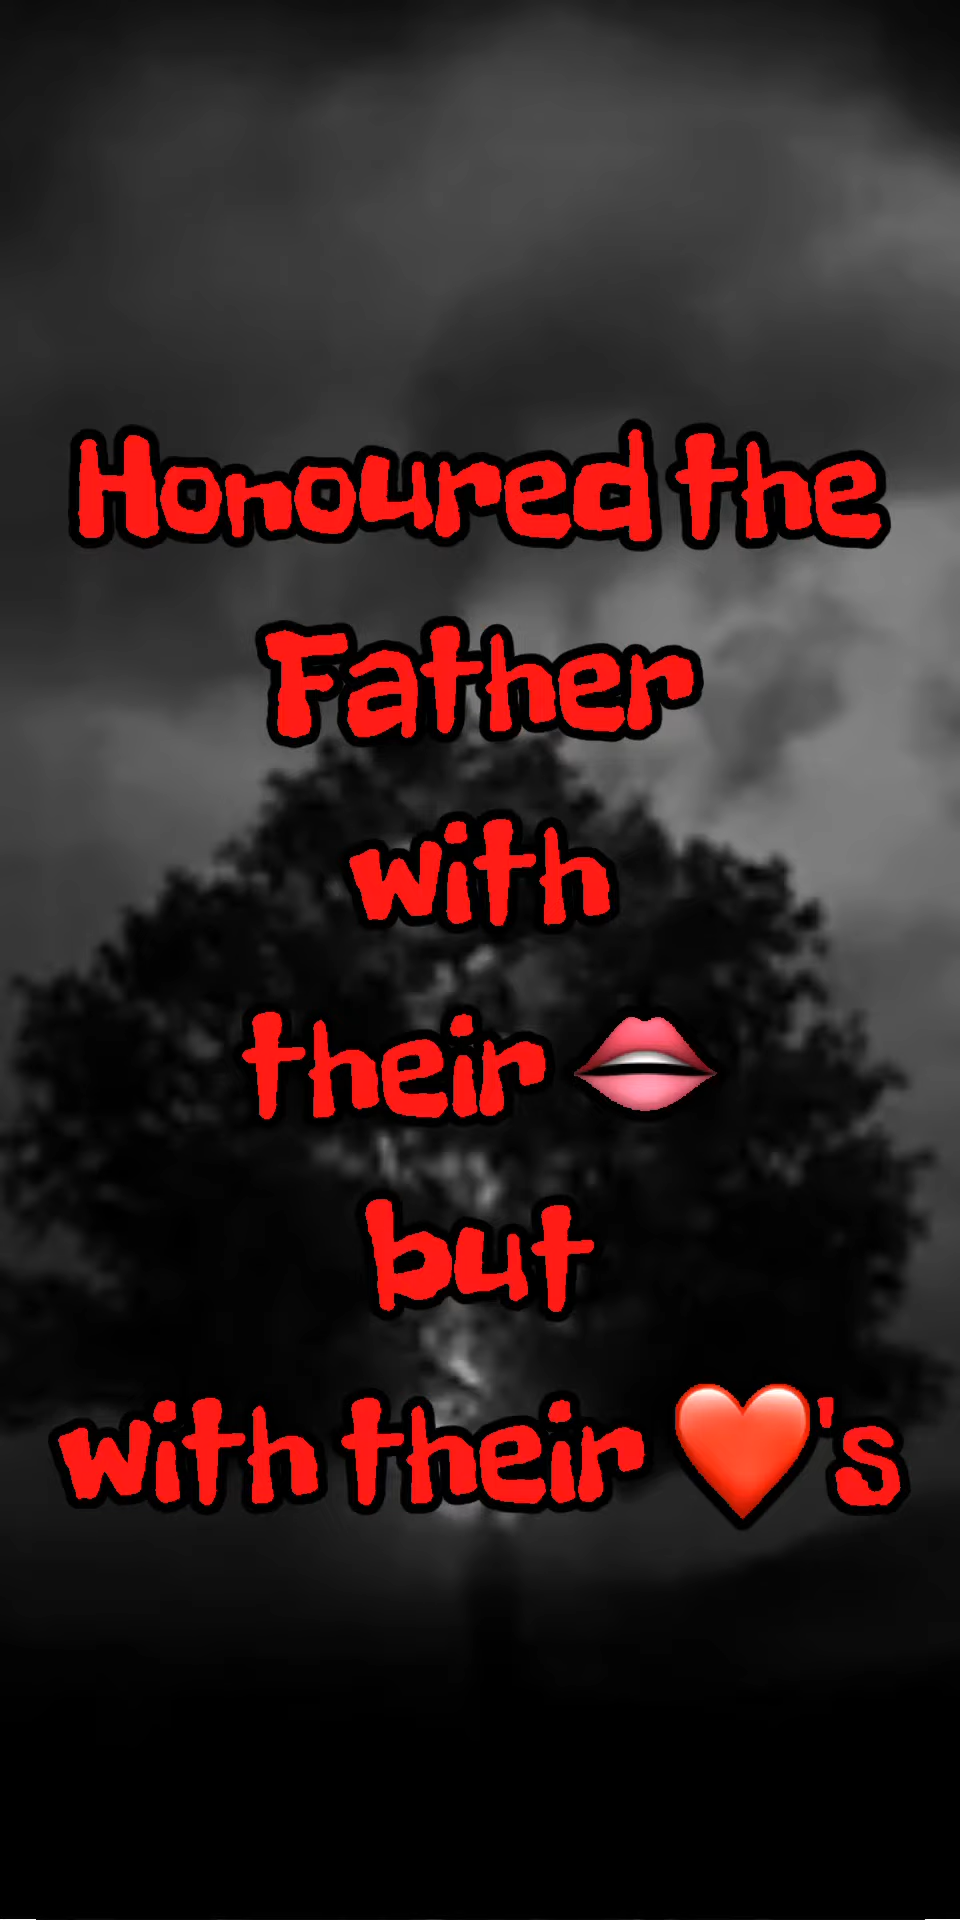 Honoured the
Father
with
their 👄
but
with their ❤️'s